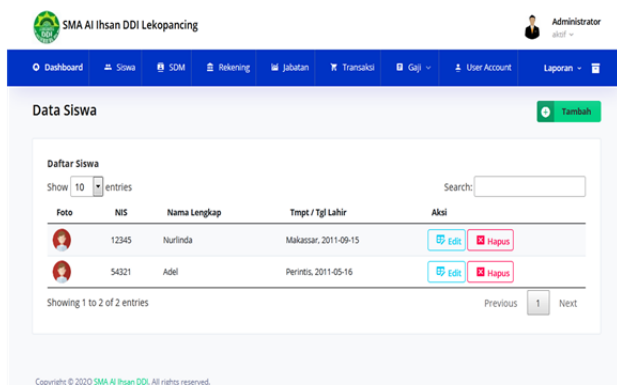 SMA Al Ihsan DDI Lekopancing
Administrator
aktif
Dashboard Siswa SDM Rekening Jabatan Transaksi Gaji User Account Laporan
Data Siswa
Tambah
Daftar Siswa
Show 10 entries Search:
Foto NIS Nama Lengkap Tmpt / Tgl Lahir Aksi
12345 Nurlinda Makassar, 2011-09-15 Edit Hapus
54321 Adel Perintis, 2011-05-16 Edit Hapus
Showing 1 to 2 of 2 entries Previous 1 Next
Copyright © 2020 SMA Al Ihsan DDI. All rights reserved.